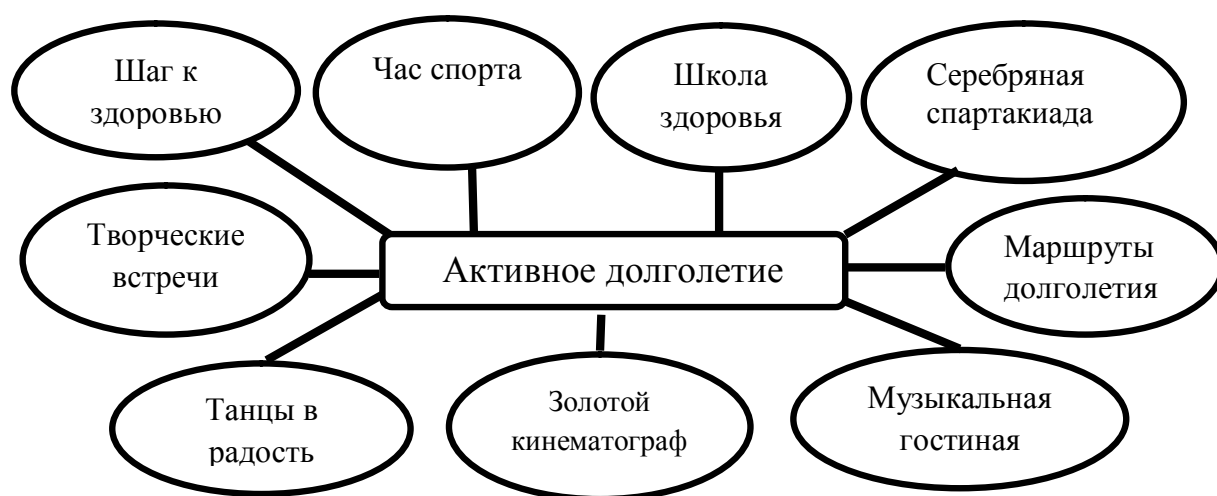 Шаг к
здоровью
Час спорта
Школа
здоровья
Серебряная
спартакиада
Творческие
встречи
Активное долголетие
Маршруты
долголетия
Танцы в
радость
Золотой
кинематограф
Музыкальная
гостиная